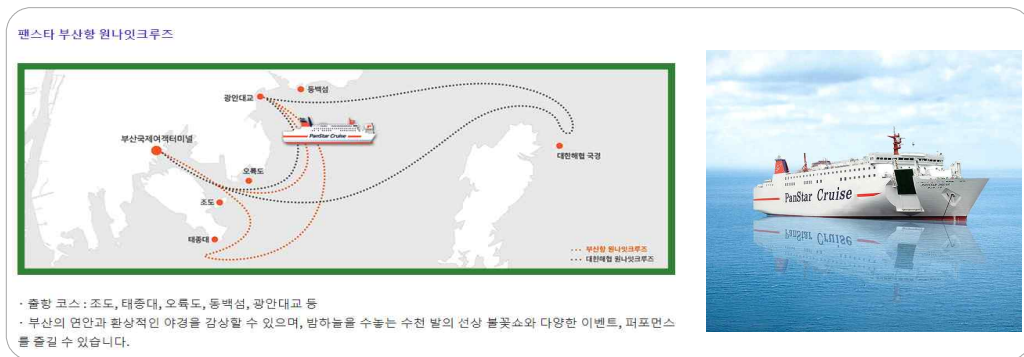 팬스타 부산항 원나잇크루즈
동백섬
광안대교
PanStar Cruise
부산국제여객터미널
대한해협 국경
오륙도
조도
태종대
··· 부산항 원나잇크루즈
··· 대한해협 원나잇크루즈
PanStar Cruise
· 출항 코스 : 조도, 태종대, 오륙도, 동백섬, 광안대교 등
· 부산의 연안과 환상적인 야경을 감상할 수 있으며, 밤하늘을 수놓는 수천 발의 선상 불꽃쇼와 다양한 이벤트, 퍼포먼스
를 즐길 수 있습니다.